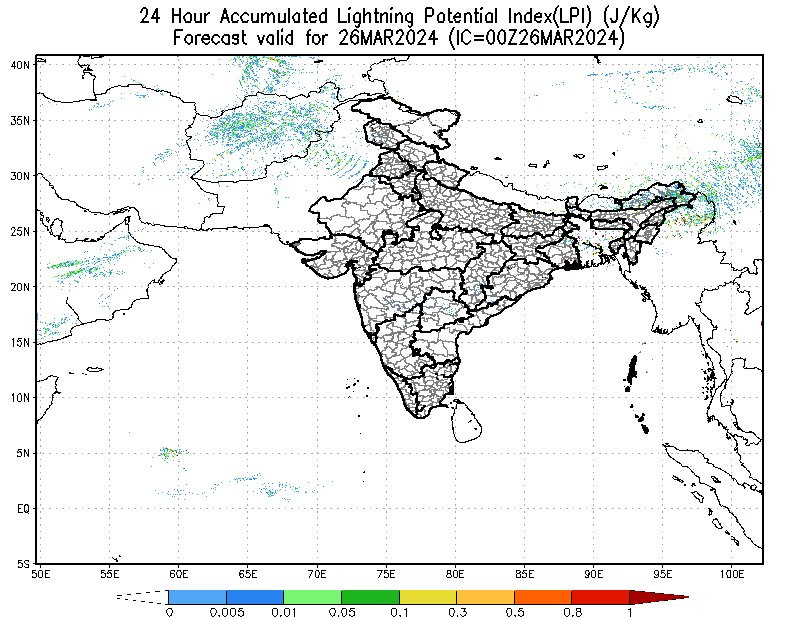 24 Hour Accumulated Lightning Potential Index(LPI) (J/Kg)
Forecast valid for 26MAR2024 (IC=00Z26MAR2024)
40N
35N
30N
25N
20N
15N
10N
5N
EQ
5S
50E 55E 60E 65E 70E 75E 80E 85E 90E 95E 100E
0 0.005 0.01 0.05 0.1 0.3 0.5 0.8 1